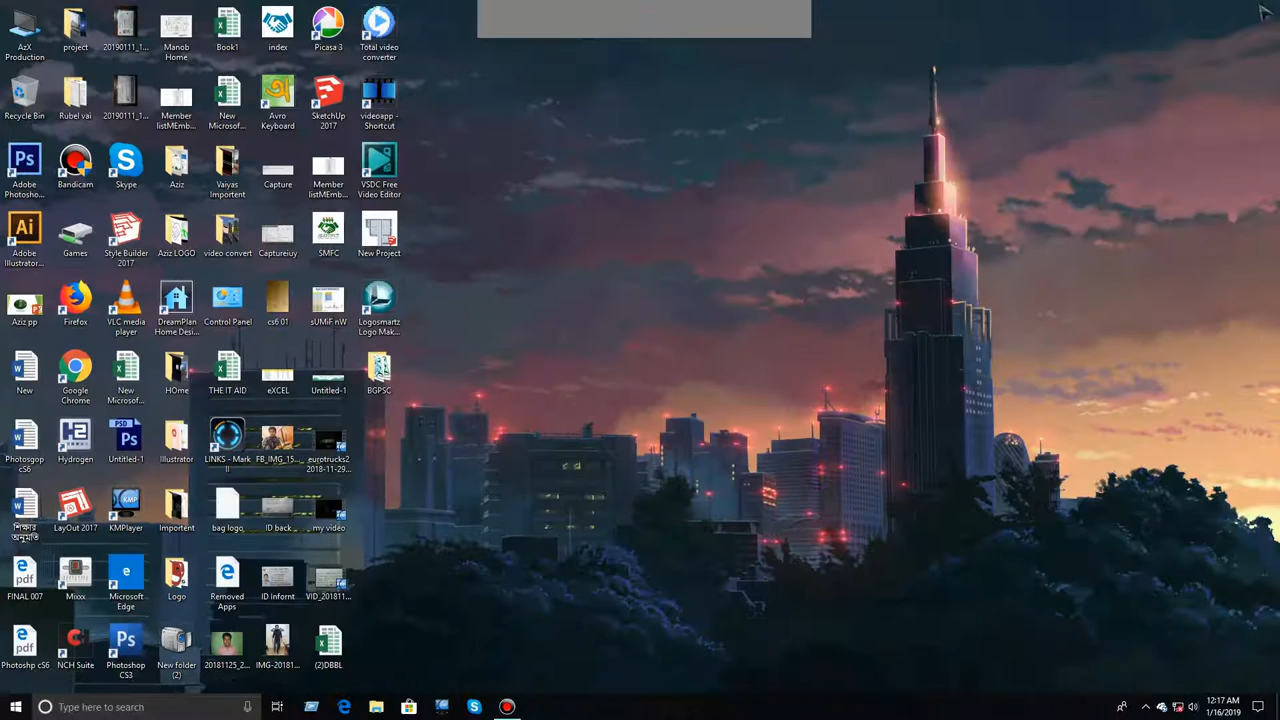 AzX
Production
project
20190111_1...
Manob
Home
Book1
index
Picasa 3
Total video
converter
Recycle Bin
Rubel vai
20190111_1...
Member
listMEmb...
New
Microsof...
Avro
Keyboard
SketchUp
2017
videoapp -
Shortcut
Adobe
Photosho...
Bandicam
Skype
Aziz
Vaiyas
Importent
Capture
Member
listMEmb...
VSDC Free
Video Editor
Adobe
Illustrator...
Games
Style Builder
2017
Aziz LOGO
video convert
Captureiuy
SMFC
New Project
Aziz pp
Firefox
VLC media
player
DreamPlan
Home Desi...
Control Panel
cs6 01
sUMiF nW
Logosmartz
Logo Mak...
New
Google
Chrome
New
Microsof...
HOme
THE IT AID
eXCEL
Untitled-1
BGPSC
Photosgop
cS6
Hydrogen
Untitled-1
Illustrator
LINKS - Mark
II
FB_IMG_15...
eurotrucks2
2018-11-29...
শিক্ষার
অনুমতি
LayOut 2017
KMPlayer
Importent
bag logo
ID back
my video
FINAL 007
Mixxx
Microsoft
Edge
Logo
Removed
Apps
ID Infornt
VID_201811...
Photoshp cS6
NCH Suite
Photoshop
CS3
New folder
(2)
20181125_2...
IMG-20181...
(2)DBBL
Type here to search
12:17 AM
1/16/2019